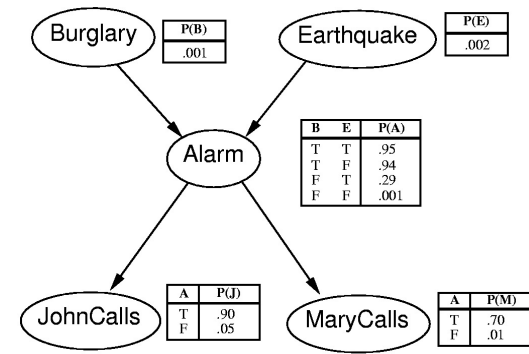 Burglary
P(B)
.001
Earthquake
P(E)
.002
Alarm
B E P(A)
T T .95
T F .94
F T .29
F F .001
JohnCalls
A P(J)
T .90
F .05
MaryCalls
A P(M)
T .70
F .01